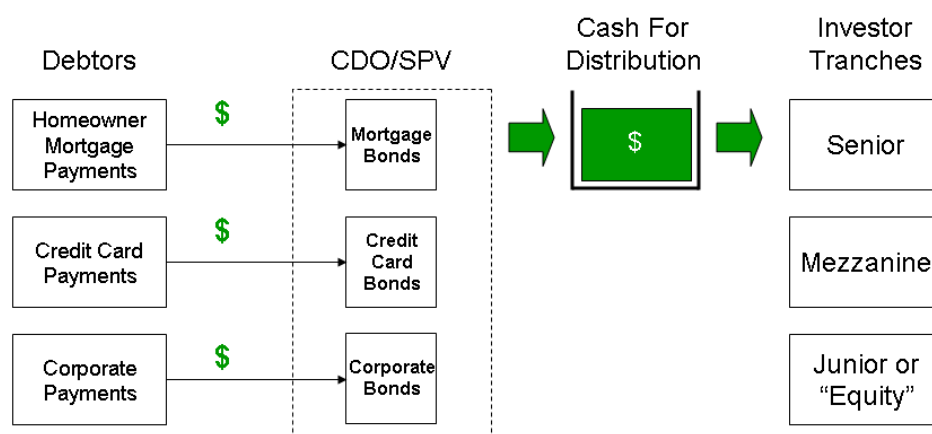 Debtors
CDO/SPV
Cash For
Distribution
Investor
Tranches
Homeowner
Mortgage
Payments
$
Mortgage
Bonds
$
Senior
Credit Card
Payments
$
Credit
Card
Bonds
Mezzanine
Corporate
Payments
$
Corporate
Bonds
Junior or
“Equity”